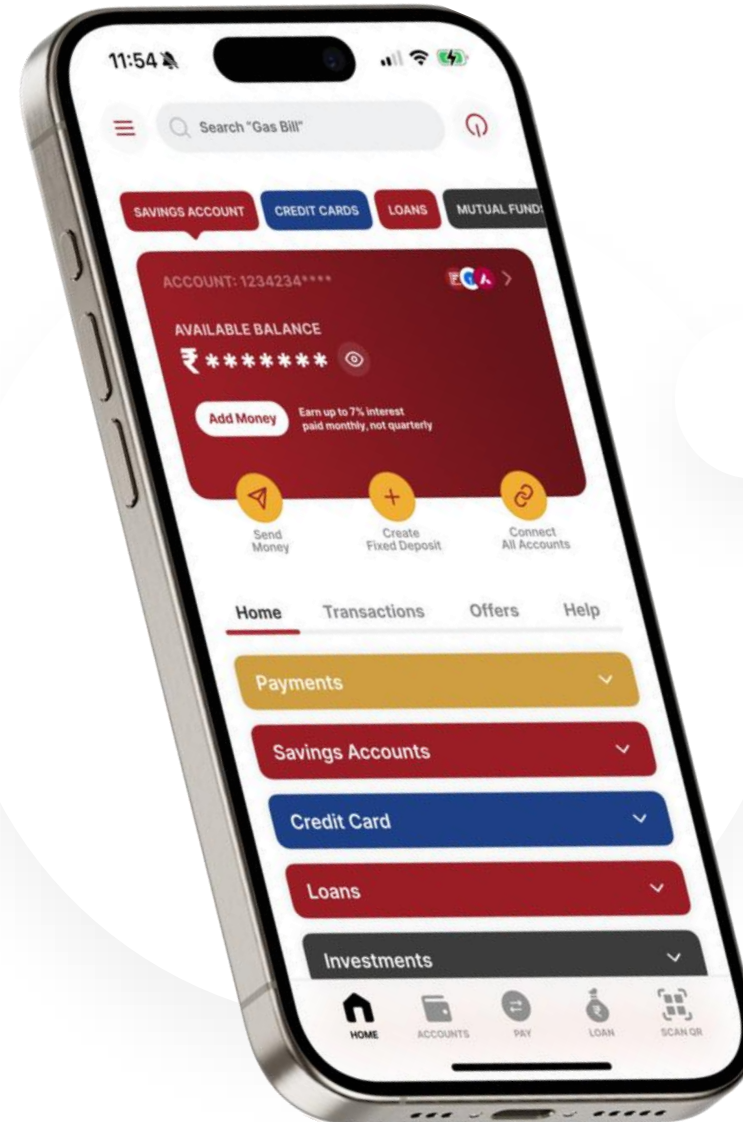 11:54
Search "Gas Bill"
SAVINGS ACCOUNT
CREDIT CARDS
LOANS
MUTUAL FUNDS
ACCOUNT: 1234234****
AVAILABLE BALANCE
₹*******
Add Money
Earn up to 7% interest
paid monthly, not quarterly
Send
Money
Create
Fixed Deposit
Connect
All Accounts
Home
Transactions
Offers
Help
Payments
Savings Accounts
Credit Card
Loans
Investments
HOME
ACCOUNTS
PAY
LOAN
SCAN QR